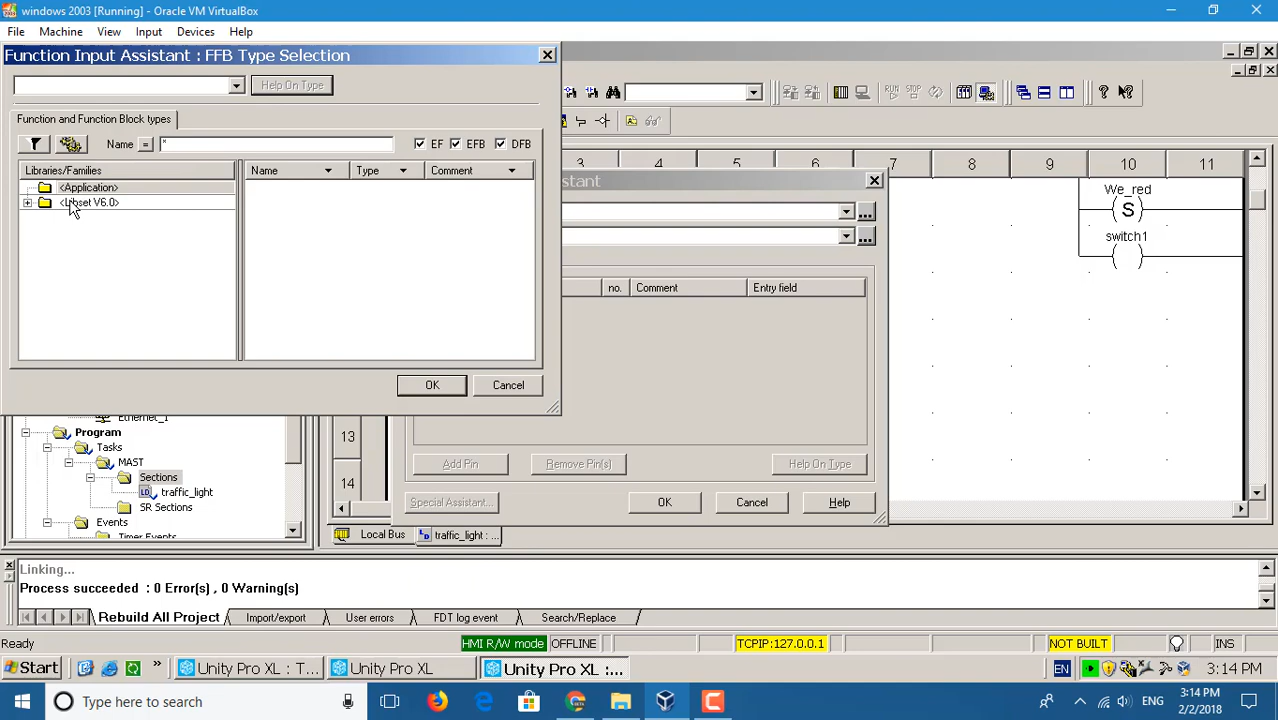 windows 2003 [Running] - Oracle VM VirtualBox
File Machine View Input Devices Help
Function Input Assistant : FFB Type Selection
Help On Type
Function and Function Block types
Name = * EF EFB DFB
Libraries/Families Name Type Comment
<Application>
<Libset V6.0>
OK Cancel
RUN STOP
stant
no. Comment Entry field
Add Pin Remove Pin(s) Help On Type
Special Assistant... OK Cancel Help
3 4 5 6 7 8 9 10 11
We_red
S
switch1
13
14
Ethernet_1
Program
Tasks
MAST
Sections
LD traffic_light
SR Sections
Events
Timer Events
Local Bus traffic_light : ...
Linking...
Process succeeded : 0 Error(s) , 0 Warning(s)
Rebuild All Project Import/export User errors FDT log event Search/Replace
Ready HMI R/W mode OFFLINE TCPIP:127.0.0.1 NOT BUILT INS
Start » Unity Pro XL : T... Unity Pro XL Unity Pro XL :... EN 3:14 PM
Type here to search ENG 3:14 PM
2/2/2018